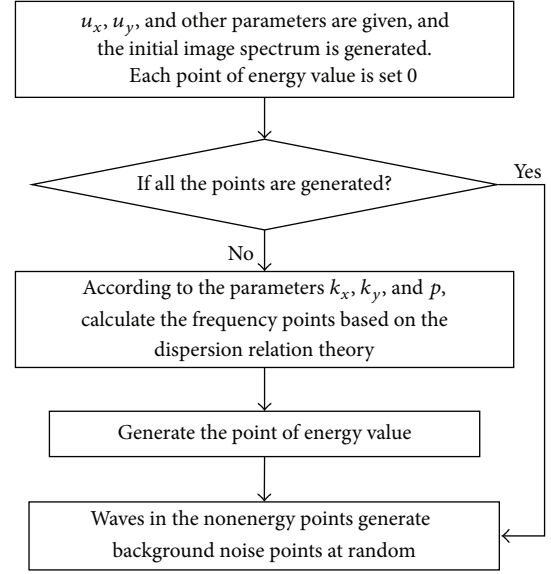 u_x, u_y, and other parameters are given, and
the initial image spectrum is generated.
Each point of energy value is set 0
If all the points are generated?
Yes
No
According to the parameters k_x, k_y, and p,
calculate the frequency points based on the
dispersion relation theory
Generate the point of energy value
Waves in the nonenergy points generate
background noise points at random